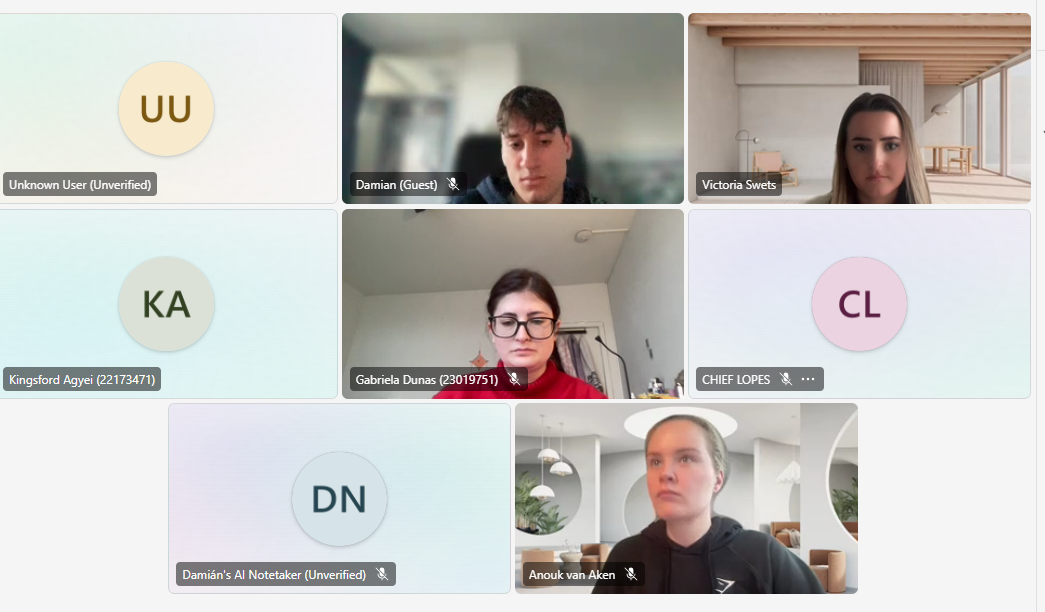 UU
Unknown User (Unverified)
Damian (Guest)
Victoria Swets
KA
Kingsford Agyei (22173471)
Gabriela Dunas (23019751)
CL
CHIEF LOPES
DN
Damián's AI Notetaker (Unverified)
Anouk van Aken